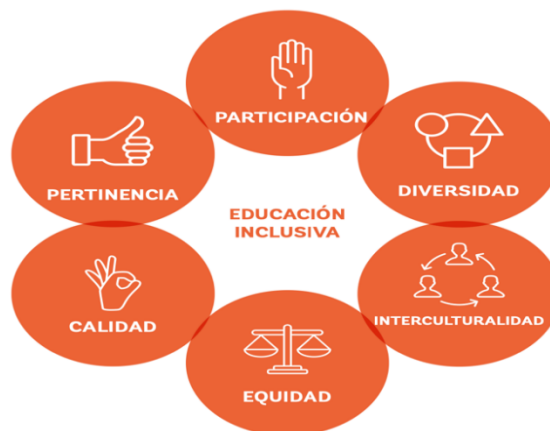 PARTICIPACIÓN
DIVERSIDAD
INTERCULTURALIDAD
EQUIDAD
CALIDAD
PERTINENCIA
EDUCACIÓN
INCLUSIVA